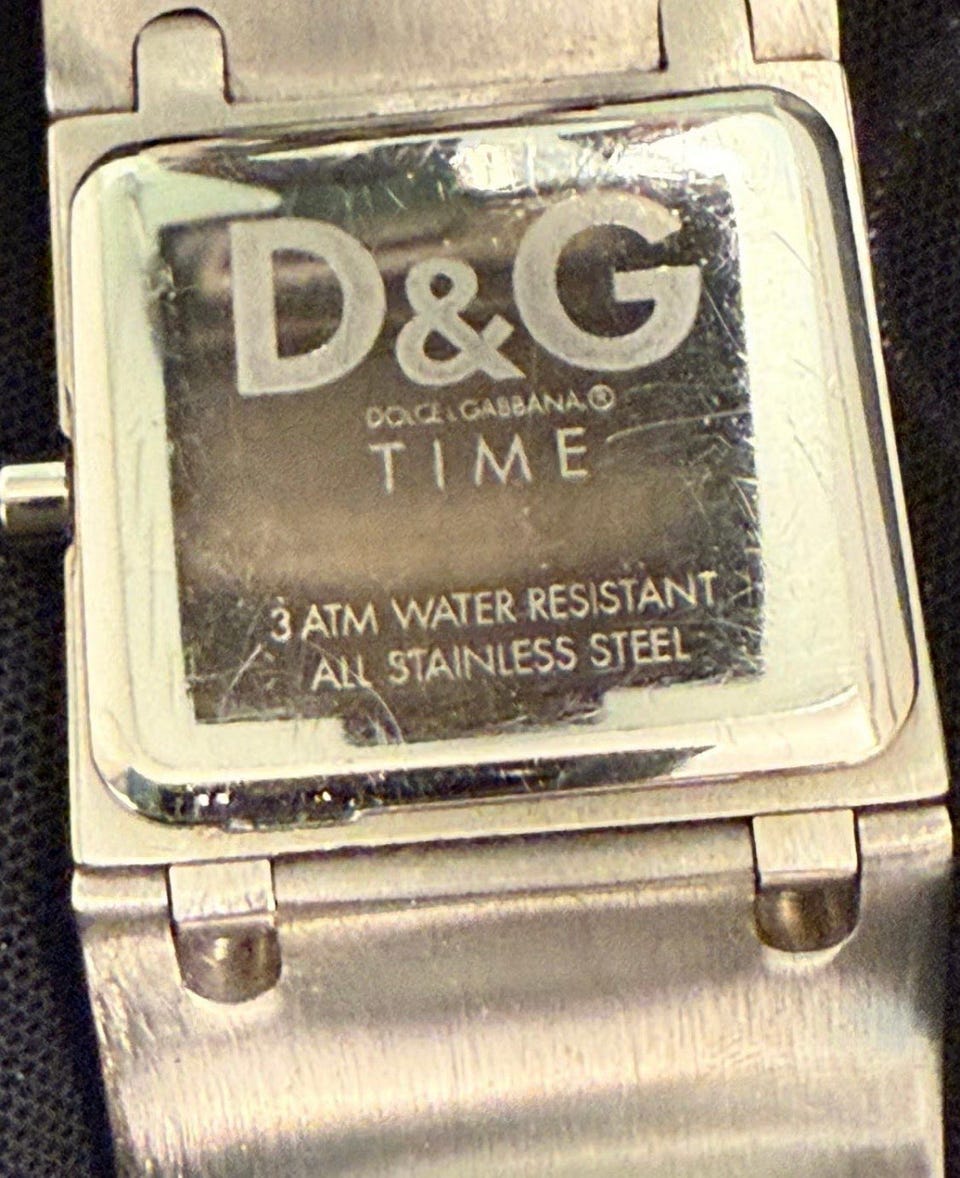 D&G
DOLCE & GABBANA ®
TIME
3 ATM WATER RESISTANT
ALL STAINLESS STEEL